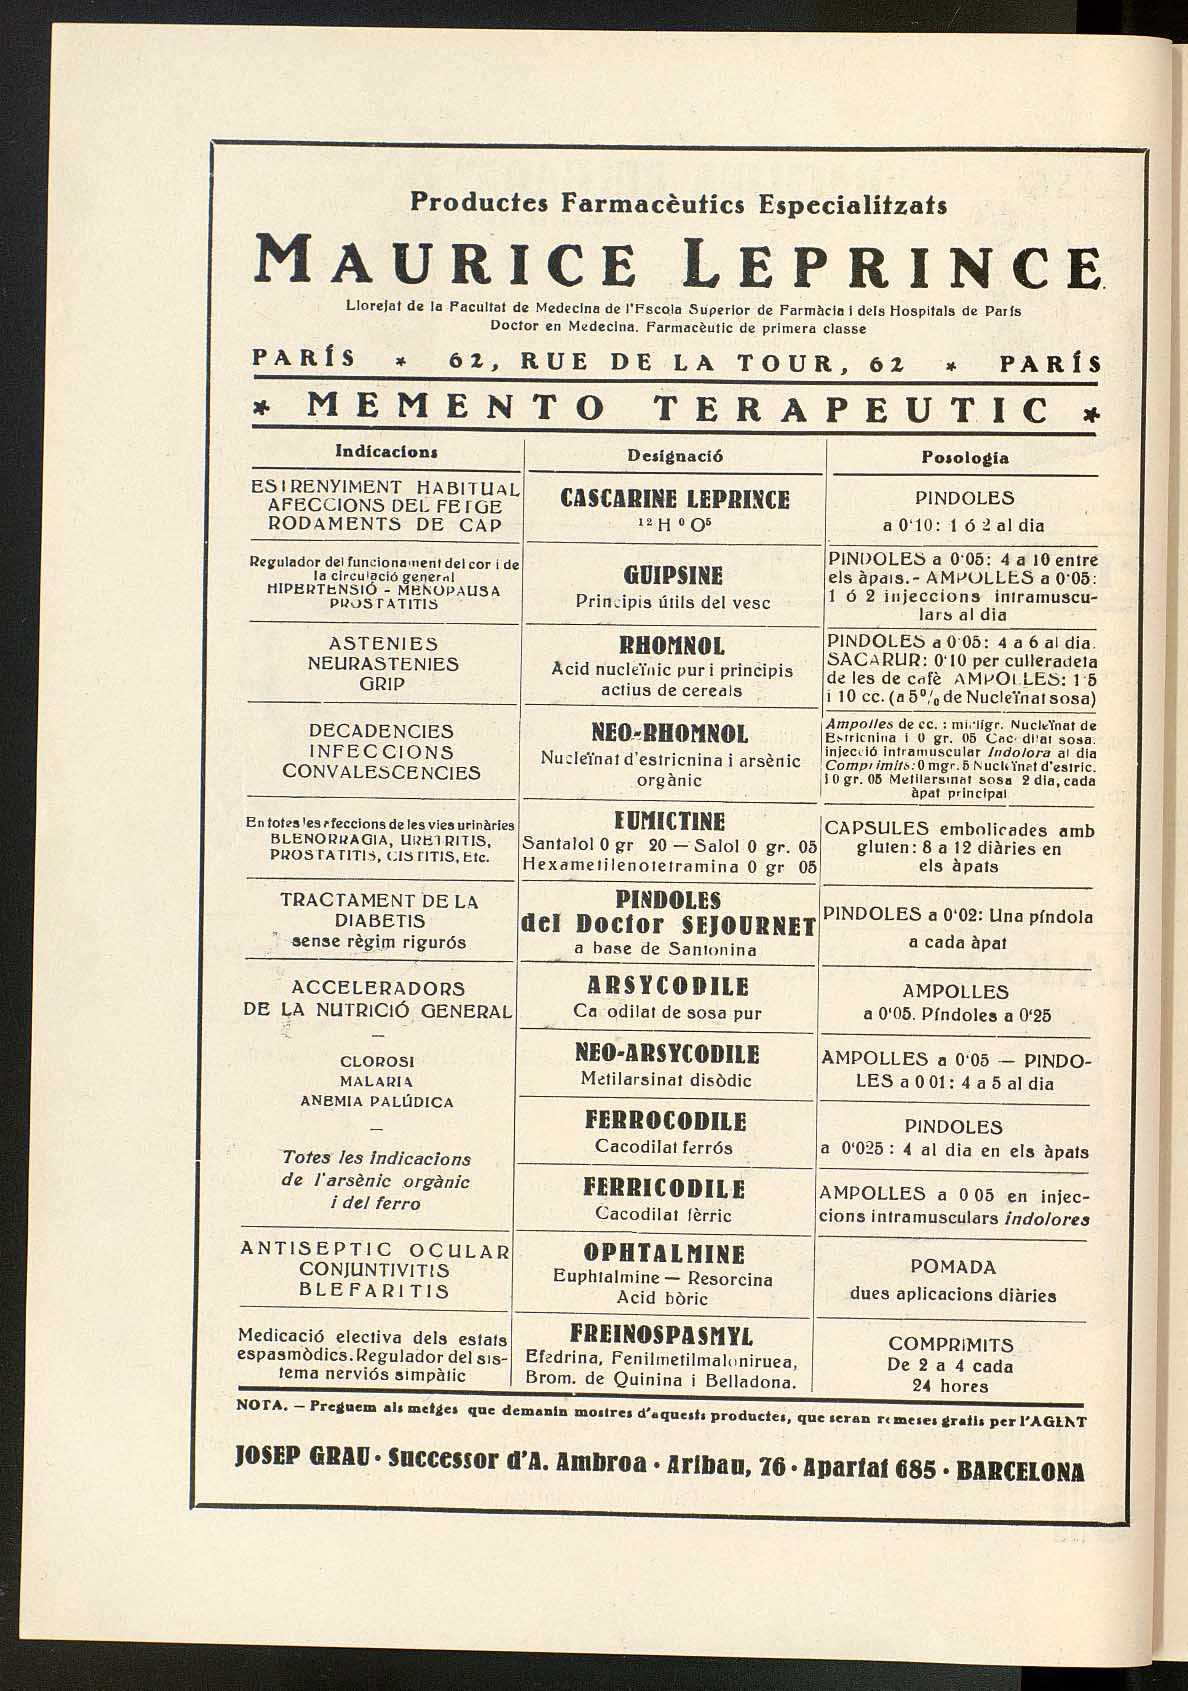 Productes Farmacèutics Especialitzats
MAURICE LEPRINCE
Llorejat de la Facultat de Medecina de l'Escola Superior de Farmàcia i dels Hospitals de París
Doctor en Medecina. Farmacèutic de primera classe
PARÍS * 62, RUE DE LA TOUR, 62 * PARÍS
* MEMENTO TERAPEUTIC *
Indicacions
Designació
Posologia
ESTRENYIMENT HABITUAL
AFECCIONS DEL FETGE
RODAMENTS DE CAP
CASCARINE LEPRINCE
12 H 0 O5
PINDOLES
a 0'10: 1 ó 2 al dia
Regulador del funcionament del cor i de
la circulació general
HIPERTENSIÓ - MENOPAUSA
PROSTATITIS
GUIPSINE
Principis útils del vesc
PINDOLES a 0'05: 4 a 10 entre
els àpats.- AMPOLLES a 0'05:
1 ó 2 injeccions intramuscu-
lars al dia
ASTENIES
NEURASTENIES
GRIP
RHOMNOL
Acid nucleïnic pur i principis
actius de cereals
PINDOLES a 0'05: 4 a 6 al dia.
SACARUR: 0'10 per culleradeta
de les de cafè AMPOLLES: 1'5
i 10 cc. (a 5% de Nucleïnat sosa)
DECADENCIES
INFECCIONS
CONVALESCENCIES
NEO-RHOMNOL
Nucleïnat d'estricnina i arsènic
orgànic
Ampolles de cc. : mi.ligr. Nucleïnat de
Estricnina i 0 gr. 05 Cacodilat sosa.
injecció intramuscular Indolora al dia
Comprimits: 0 mgr. 5 Nucleïnat d'estric.
i 0 gr. 05 Metilarsinat sosa 2 dia, cada
àpat principal
En totes les afeccions de les vies urinàries
BLENORRAGIA, URETRITIS,
PROSTATITIS, CISTITIS, Etc.
EUMICTINE
Santalol 0 gr 20 — Salol 0 gr. 05
Hexametilenotetramina 0 gr 05
CAPSULES embolicades amb
gluten: 8 a 12 diàries en
els àpats
TRACTAMENT DE LA
DIABETIS
sense règim rigurós
PINDOLES
del Doctor SEJOURNET
a base de Santonina
PINDOLES a 0'02: Una píndola
a cada àpat
ACCELERADORS
DE LA NUTRICIÓ GENERAL
—
CLOROSI
MALARIA
ANEMIA PALÚDICA
—
Totes les indicacions
de l'arsènic orgànic
i del ferro
ARSYCODILE
Ca odilat de sosa pur
AMPOLLES
a 0'05. Píndoles a 0'25
NEO-ARSYCODILE
Metilarsinat disòdic
AMPOLLES a 0'05 — PINDO-
LES a 0 01: 4 a 5 al dia
FERROCODILE
Cacodilat ferrós
PINDOLES
a 0'025 : 4 al dia en els àpats
FERRICODILE
Cacodilat fèrric
AMPOLLES a 0 05 en injec-
cions intramusculars indolores
ANTISEPTIC OCULAR
CONJUNTIVITIS
BLEFARITIS
OPHTALMINE
Euphtalmine — Resorcina
Acid bòric
POMADA
dues aplicacions diàries
Medicació electiva dels estats
espasmòdics. Regulador del sis-
tema nerviós simpàtic
FREINOSPASMYL
Efedrina, Fenilmetilmaloniruea,
Brom. de Quinina i Belladona.
COMPRIMITS
De 2 a 4 cada
24 hores
NOTA. — Preguem als metges que demanin mostres d'aquests productes, que seran remeses gratis per l'AGENT
JOSEP GRAU · Successor d'A. Ambroa · Aribau, 76 · Apartat 685 · BARCELONA